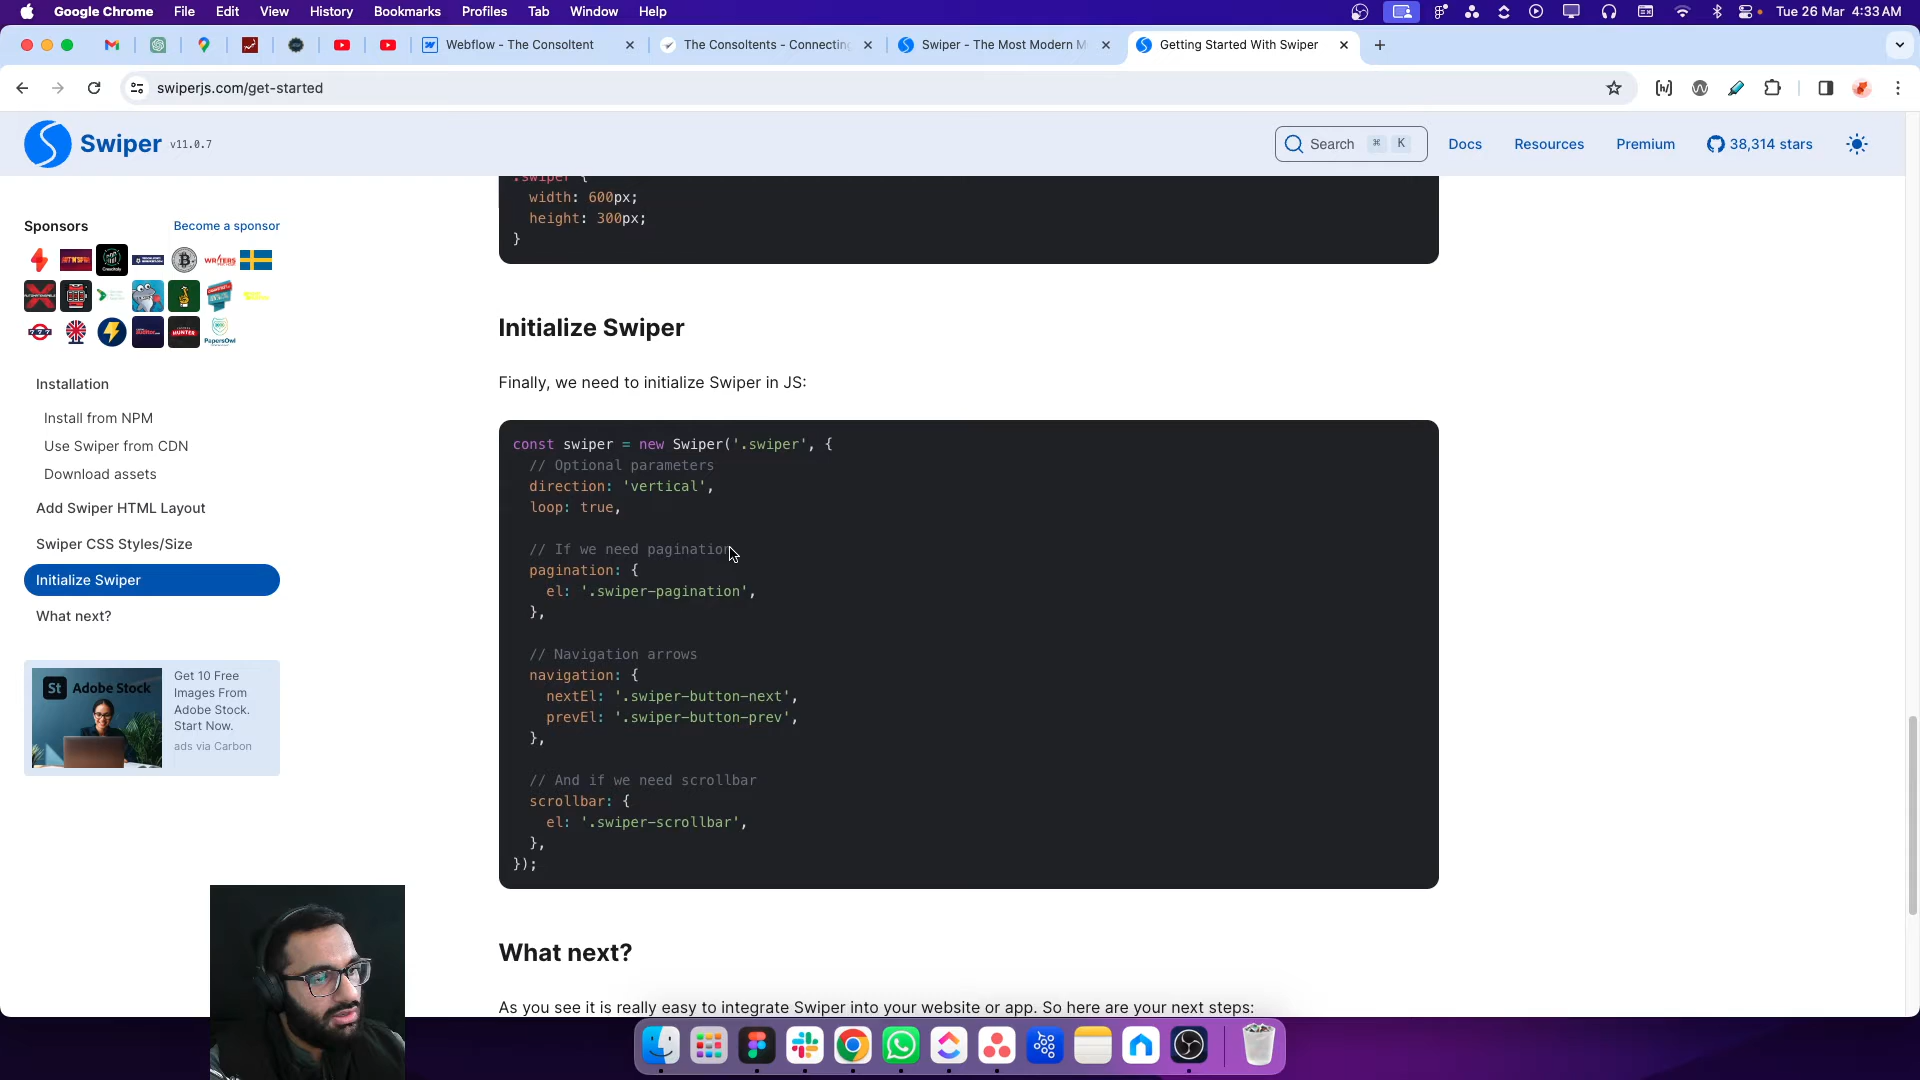 Google Chrome File Edit View History Bookmarks Profiles Tab Window Help Tue 26 Mar 4:33 AM
Webflow - The Consoltent
The Consoltents - Connecting
Swiper - The Most Modern M
Getting Started With Swiper
swiperjs.com/get-started
Swiper v11.0.7
Search ⌘ K
Docs
Resources
Premium
38,314 stars
Sponsors
Become a sponsor
Installation
Install from NPM
Use Swiper from CDN
Download assets
Add Swiper HTML Layout
Swiper CSS Styles/Size
Initialize Swiper
What next?
St Adobe Stock
Get 10 Free
Images From
Adobe Stock.
Start Now.
ads via Carbon
.swiper {
width: 600px;
height: 300px;
}
Initialize Swiper
Finally, we need to initialize Swiper in JS:
const swiper = new Swiper('.swiper', {
// Optional parameters
direction: 'vertical',
loop: true,
// If we need pagination
pagination: {
el: '.swiper-pagination',
},
// Navigation arrows
navigation: {
nextEl: '.swiper-button-next',
prevEl: '.swiper-button-prev',
},
// And if we need scrollbar
scrollbar: {
el: '.swiper-scrollbar',
},
});
What next?
As you see it is really easy to integrate Swiper into your website or app. So here are your next steps: